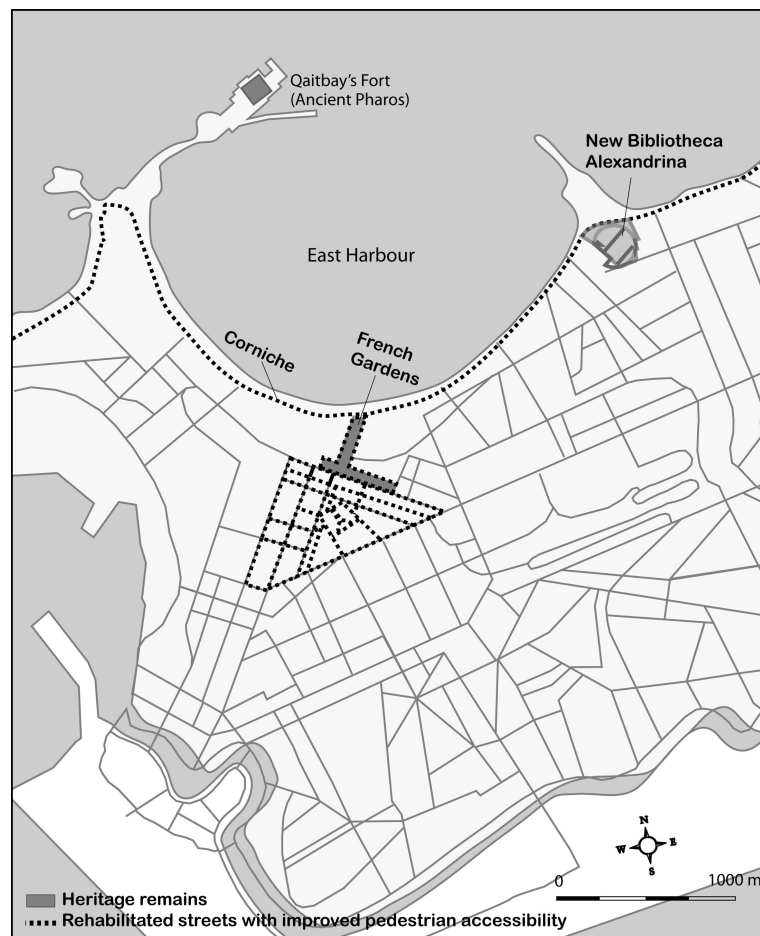 Qaitbay's Fort
(Ancient Pharos)
New Bibliotheca
Alexandrina
East Harbour
Corniche
French
Gardens
N
W E
S
0 1000 m
Heritage remains
Rehabilitated streets with improved pedestrian accessibility